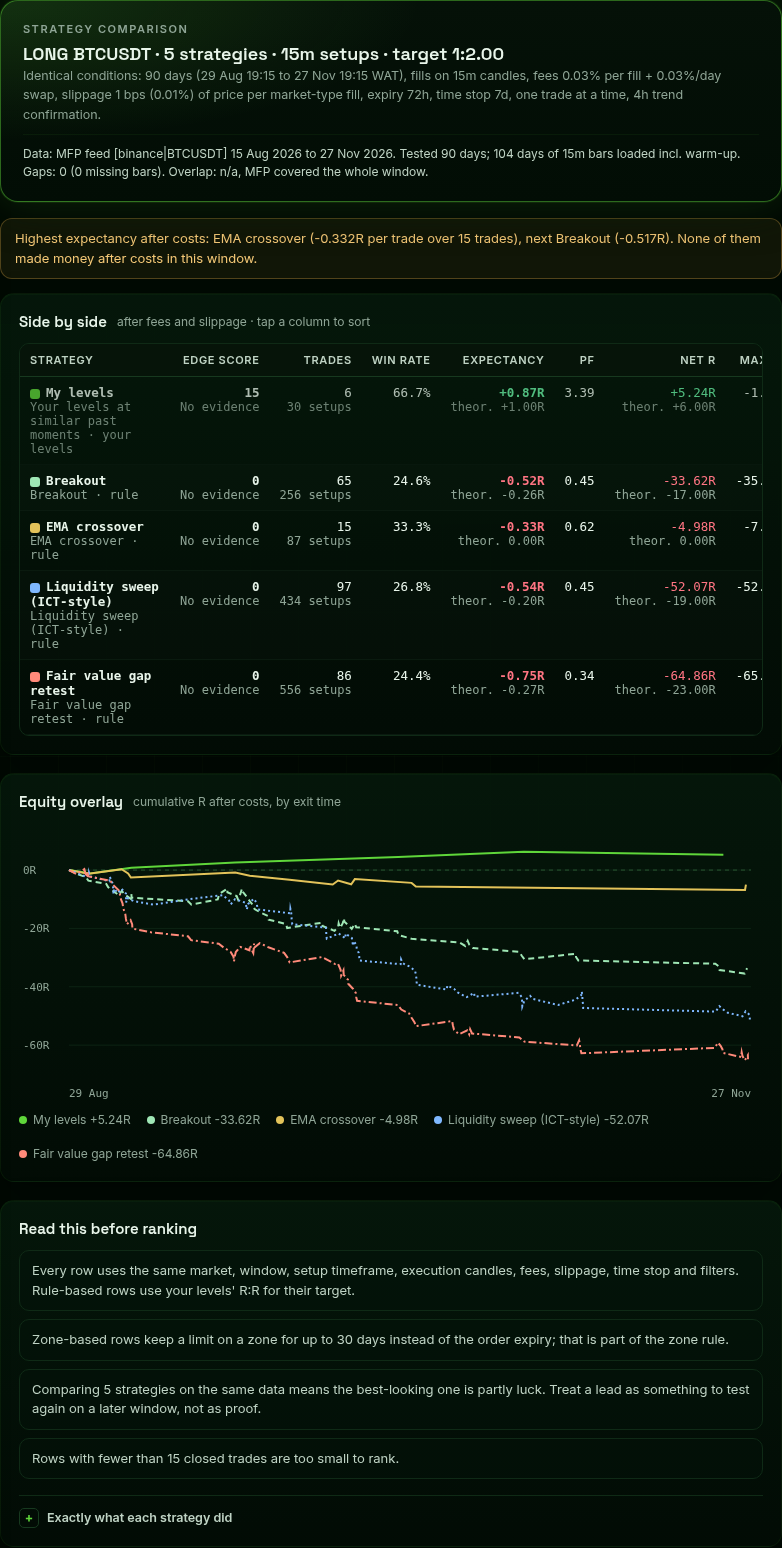 STRATEGY COMPARISON
LONG BTCUSDT · 5 strategies · 15m setups · target 1:2.00
Identical conditions: 90 days (29 Aug 19:15 to 27 Nov 19:15 WAT), fills on 15m candles, fees 0.03% per fill + 0.03%/day
swap, slippage 1 bps (0.01%) of price per market-type fill, expiry 72h, time stop 7d, one trade at a time, 4h trend
confirmation.
Data: MFP feed [binance|BTCUSDT] 15 Aug 2026 to 27 Nov 2026. Tested 90 days; 104 days of 15m bars loaded incl. warm-up.
Gaps: 0 (0 missing bars). Overlap: n/a, MFP covered the whole window.
Highest expectancy after costs: EMA crossover (-0.332R per trade over 15 trades), next Breakout (-0.517R). None of them
made money after costs in this window.
Side by side after fees and slippage · tap a column to sort
STRATEGY EDGE SCORE TRADES WIN RATE EXPECTANCY PF NET R MAX
My levels 15 6 66.7% +0.87R 3.39 +5.24R -1.
Your levels at No evidence 30 setups theor. +1.00R theor. +6.00R
similar past
moments · your
levels
Breakout 0 65 24.6% -0.52R 0.45 -33.62R -35.
Breakout · rule No evidence 256 setups theor. -0.26R theor. -17.00R
EMA crossover 0 15 33.3% -0.33R 0.62 -4.98R -7.
EMA crossover · No evidence 87 setups theor. 0.00R theor. 0.00R
rule
Liquidity sweep 0 97 26.8% -0.54R 0.45 -52.07R -52.
(ICT-style) No evidence 434 setups theor. -0.20R theor. -19.00R
Liquidity sweep
(ICT-style) ·
rule
Fair value gap 0 86 24.4% -0.75R 0.34 -64.86R -65.
retest No evidence 556 setups theor. -0.27R theor. -23.00R
Fair value gap
retest · rule
Equity overlay cumulative R after costs, by exit time
0R
-20R
-40R
-60R
29 Aug 27 Nov
My levels +5.24R Breakout -33.62R EMA crossover -4.98R Liquidity sweep (ICT-style) -52.07R
Fair value gap retest -64.86R
Read this before ranking
Every row uses the same market, window, setup timeframe, execution candles, fees, slippage, time stop and filters.
Rule-based rows use your levels' R:R for their target.
Zone-based rows keep a limit on a zone for up to 30 days instead of the order expiry; that is part of the zone rule.
Comparing 5 strategies on the same data means the best-looking one is partly luck. Treat a lead as something to test
again on a later window, not as proof.
Rows with fewer than 15 closed trades are too small to rank.
+ Exactly what each strategy did